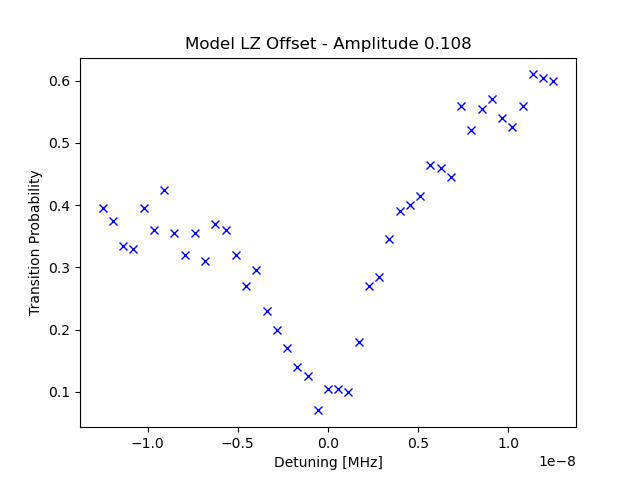 Model LZ Offset - Amplitude 0.108
Transition Probability
0.6
0.5
0.4
0.3
0.2
0.1
−1.0 −0.5 0.0 0.5 1.0
1e−8
Detuning [MHz]